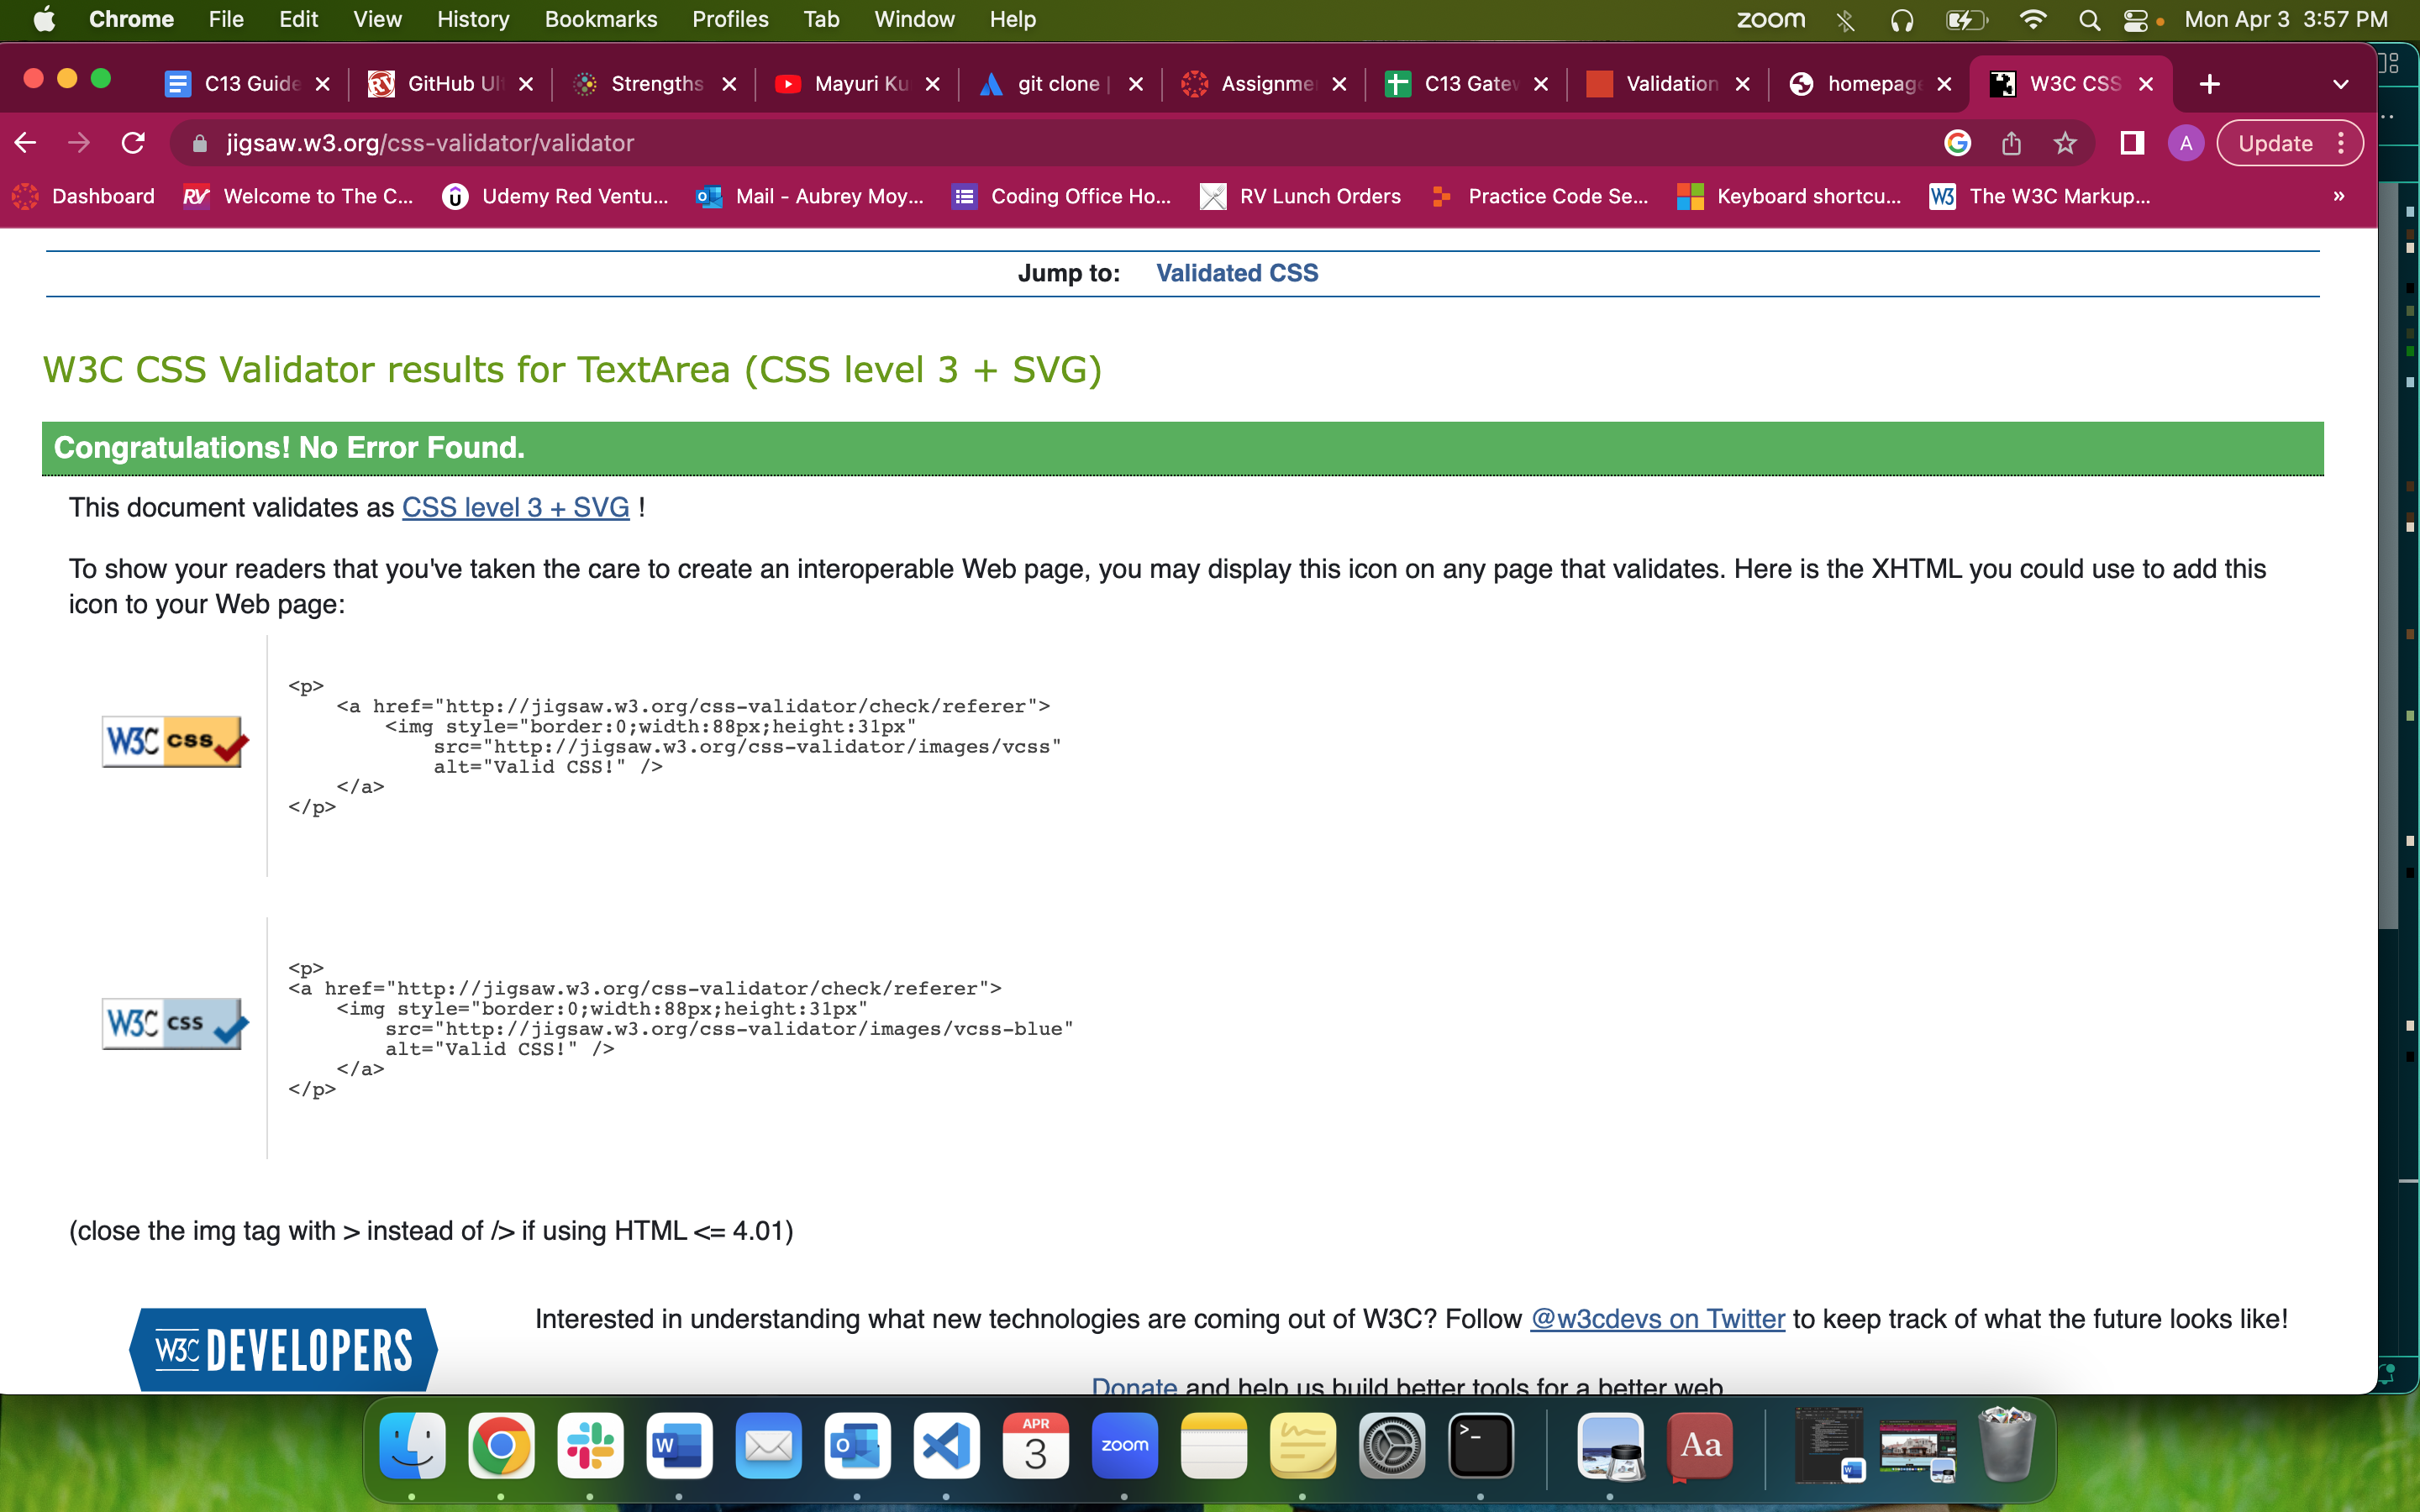 Chrome File Edit View History Bookmarks Profiles Tab Window Help zoom Mon Apr 3 3:57 PM
C13 Guide GitHub Ul Strengths Mayuri Ku git clone | Assignme C13 Gatew Validation homepage W3C CSS
jigsaw.w3.org/css-validator/validator A Update
Dashboard RV Welcome to The C... Udemy Red Ventu... Mail - Aubrey Moy... Coding Office Ho... RV Lunch Orders Practice Code Se... Keyboard shortcu... W3 The W3C Markup... »
Jump to: Validated CSS
W3C CSS Validator results for TextArea (CSS level 3 + SVG)
Congratulations! No Error Found.
This document validates as CSS level 3 + SVG !
To show your readers that you've taken the care to create an interoperable Web page, you may display this icon on any page that validates. Here is the XHTML you could use to add this
icon to your Web page:
<p>
<a href="http://jigsaw.w3.org/css-validator/check/referer">
<img style="border:0;width:88px;height:31px"
src="http://jigsaw.w3.org/css-validator/images/vcss"
alt="Valid CSS!" />
</a>
</p>
W3C css
<p>
<a href="http://jigsaw.w3.org/css-validator/check/referer">
<img style="border:0;width:88px;height:31px"
src="http://jigsaw.w3.org/css-validator/images/vcss-blue"
alt="Valid CSS!" />
</a>
</p>
W3C css
(close the img tag with > instead of /> if using HTML <= 4.01)
Interested in understanding what new technologies are coming out of W3C? Follow @w3cdevs on Twitter to keep track of what the future looks like!
W3C DEVELOPERS
Donate and help us build better tools for a better web
W O APR 3 zoom >_ Aa